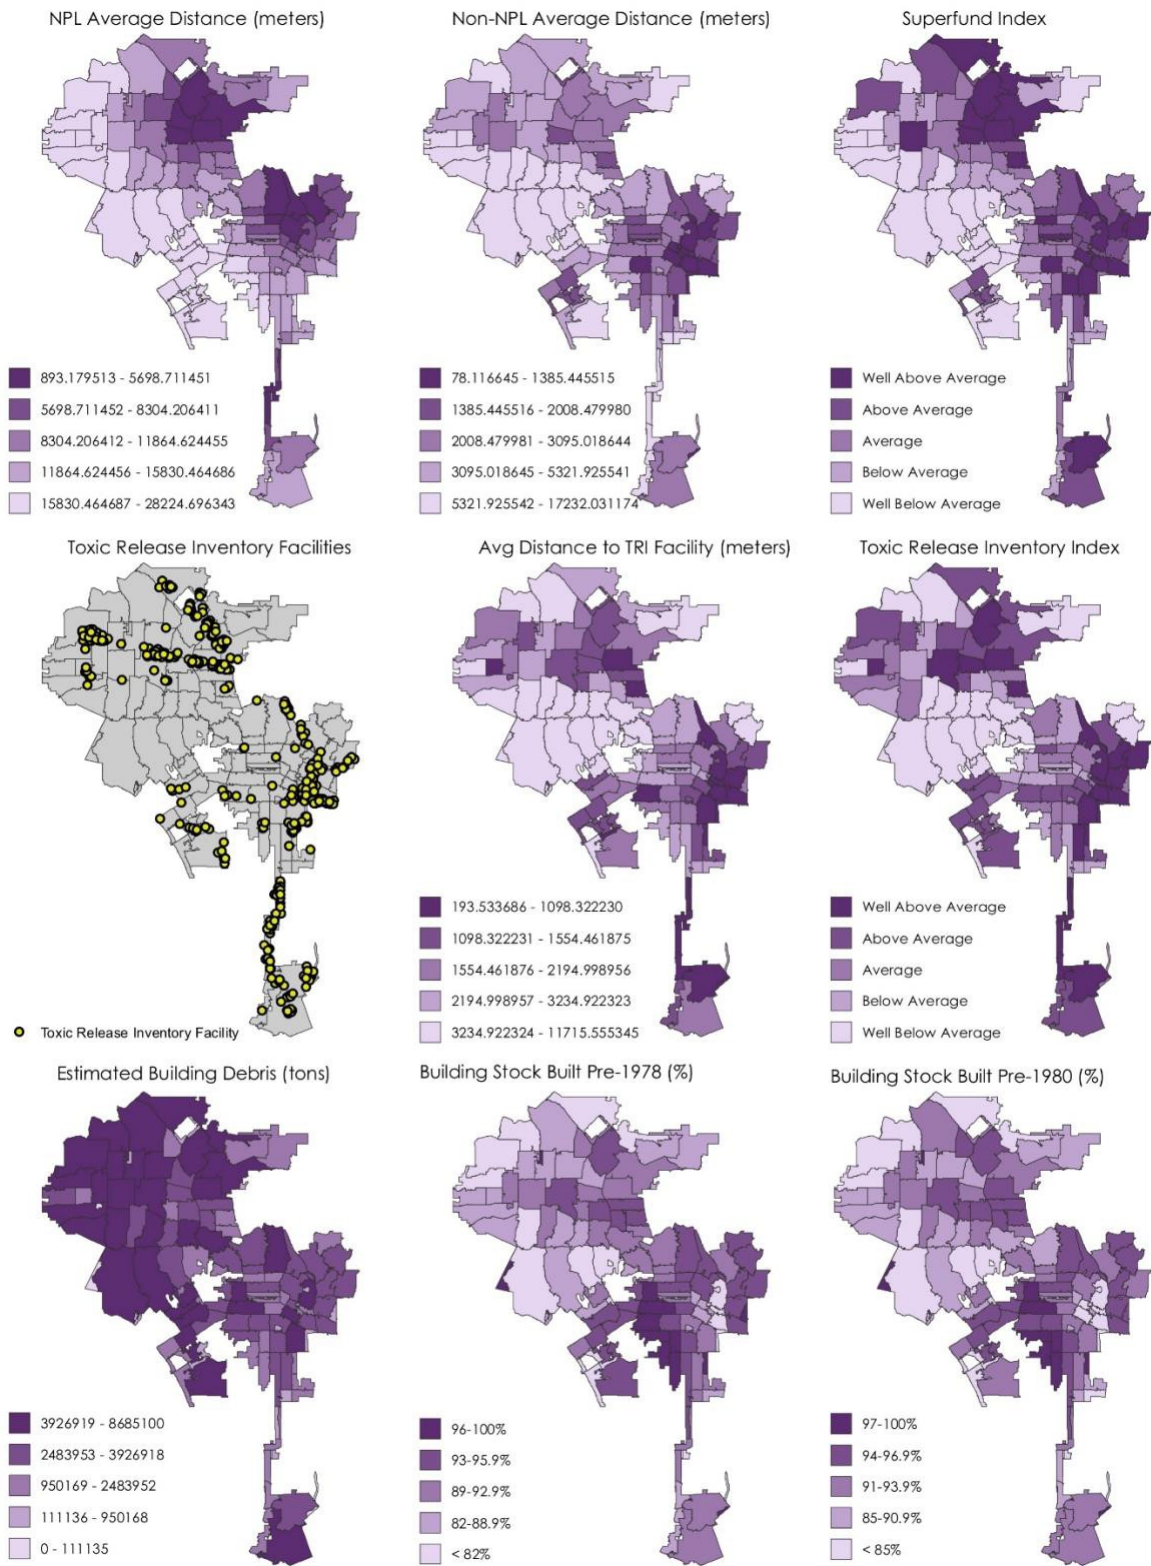 NPL Average Distance (meters)
893.179513 - 5698.711451
5698.711452 - 8304.206411
8304.206412 - 11864.624455
11864.624456 - 15830.464686
15830.464687 - 28224.696343
Non-NPL Average Distance (meters)
78.116645 - 1385.445515
1385.445516 - 2008.479980
2008.479981 - 3095.018644
3095.018645 - 5321.925541
5321.925542 - 17232.031174
Superfund Index
Well Above Average
Above Average
Average
Below Average
Well Below Average
Toxic Release Inventory Facilities
Toxic Release Inventory Facility
Avg Distance to TRI Facility (meters)
193.533686 - 1098.322230
1098.322231 - 1554.461875
1554.461876 - 2194.998956
2194.998957 - 3234.922323
3234.922324 - 11715.555345
Toxic Release Inventory Index
Well Above Average
Above Average
Average
Below Average
Well Below Average
Estimated Building Debris (tons)
3926919 - 8685100
2483953 - 3926918
950169 - 2483952
111136 - 950168
0 - 111135
Building Stock Built Pre-1978 (%)
96-100%
93-95.9%
89-92.9%
82-88.9%
< 82%
Building Stock Built Pre-1980 (%)
97-100%
94-96.9%
91-93.9%
85-90.9%
< 85%